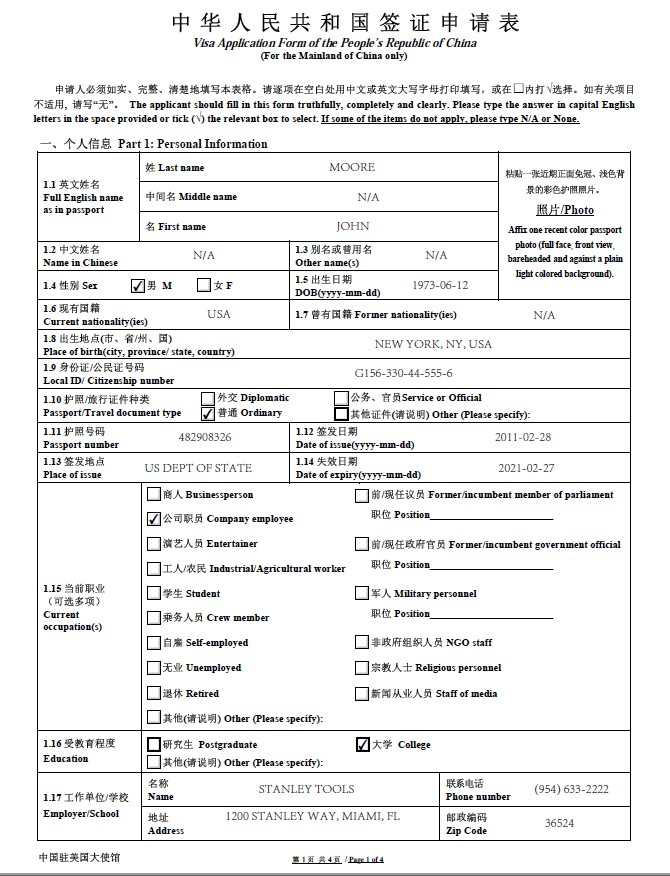 中华人民共和国签证申请表
Visa Application Form of the People's Republic of China
(For the Mainland of China only)
申请人必须如实、完整、清楚地填写本表格。请逐项在空白处用中文或英文大写字母打印填写，或在□内打√选择。如有关项目
不适用, 请写“无”。 The applicant should fill in this form truthfully, completely and clearly. Please type the answer in capital English
letters in the space provided or tick (√) the relevant box to select. If some of the items do not apply, please type N/A or None.
一、个人信息 Part 1: Personal Information
1.1 英文姓名
Full English name
as in passport
姓 Last name MOORE
中间名 Middle name N/A
名 First name JOHN
粘贴一张近期正面免冠、浅色背
景的彩色护照照片。
照片/Photo
Affix one recent color passport
photo (full face, front view,
bareheaded and against a plain
light colored background).
1.2 中文姓名
Name in Chinese
N/A
1.3 别名或曾用名
Other name(s)
N/A
1.4 性别 Sex ✓ 男 M 女 F
1.5 出生日期
DOB(yyyy-mm-dd)
1973-06-12
1.6 现有国籍
Current nationality(ies)
USA
1.7 曾有国籍 Former nationality(ies) N/A
1.8 出生地点(市、省/州、国)
Place of birth(city, province/ state, country)
NEW YORK, NY, USA
1.9 身份证/公民证号码
Local ID/ Citizenship number
G156-330-44-555-6
1.10 护照/旅行证件种类
Passport/Travel document type
外交 Diplomatic 公务、官员Service or Official
✓ 普通 Ordinary 其他证件(请说明) Other (Please specify):
1.11 护照号码
Passport number
482908326
1.12 签发日期
Date of issue(yyyy-mm-dd)
2011-02-28
1.13 签发地点
Place of issue
US DEPT OF STATE
1.14 失效日期
Date of expiry(yyyy-mm-dd)
2021-02-27
1.15 当前职业
（可选多项）
Current
occupation(s)
商人 Businessperson
✓ 公司职员 Company employee
演艺人员 Entertainer
工人/农民 Industrial/Agricultural worker
学生 Student
乘务人员 Crew member
自雇 Self-employed
无业 Unemployed
退休 Retired
其他(请说明) Other (Please specify):
前/现任议员 Former/incumbent member of parliament
职位 Position
前/现任政府官员 Former/incumbent government official
职位 Position
军人 Military personnel
职位 Position
非政府组织人员 NGO staff
宗教人士 Religious personnel
新闻从业人员 Staff of media
1.16 受教育程度
Education
研究生 Postgraduate ✓ 大学 College
其他(请说明) Other (Please specify):
1.17 工作单位/学校
Employer/School
名称
Name
STANLEY TOOLS
联系电话
Phone number
(954) 633-2222
地址
Address
1200 STANLEY WAY, MIAMI, FL
邮政编码
Zip Code
36524
中国驻美国大使馆 第 1 页 共 4 页 / Page 1 of 4